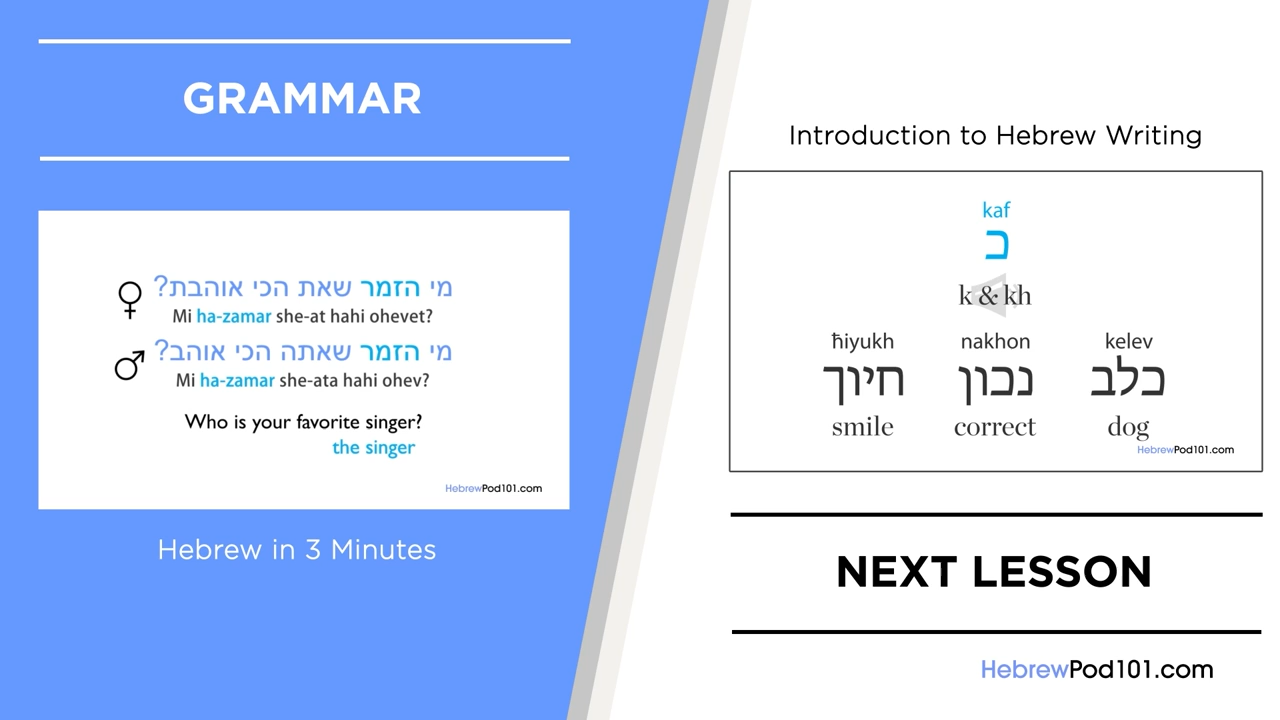 GRAMMAR
מי הזמר שאת הכי אוהבת?
Mi ha-zamar she-at hahi ohevet?
מי הזמר שאתה הכי אוהב?
Mi ha-zamar she-ata hahi ohev?
Who is your favorite singer?
the singer
HebrewPod101.com
Hebrew in 3 Minutes
Introduction to Hebrew Writing
kaf
כ
k & kh
ħiyukh nakhon kelev
חיוך נכון כלב
smile correct dog
HebrewPod101.com
NEXT LESSON
HebrewPod101.com